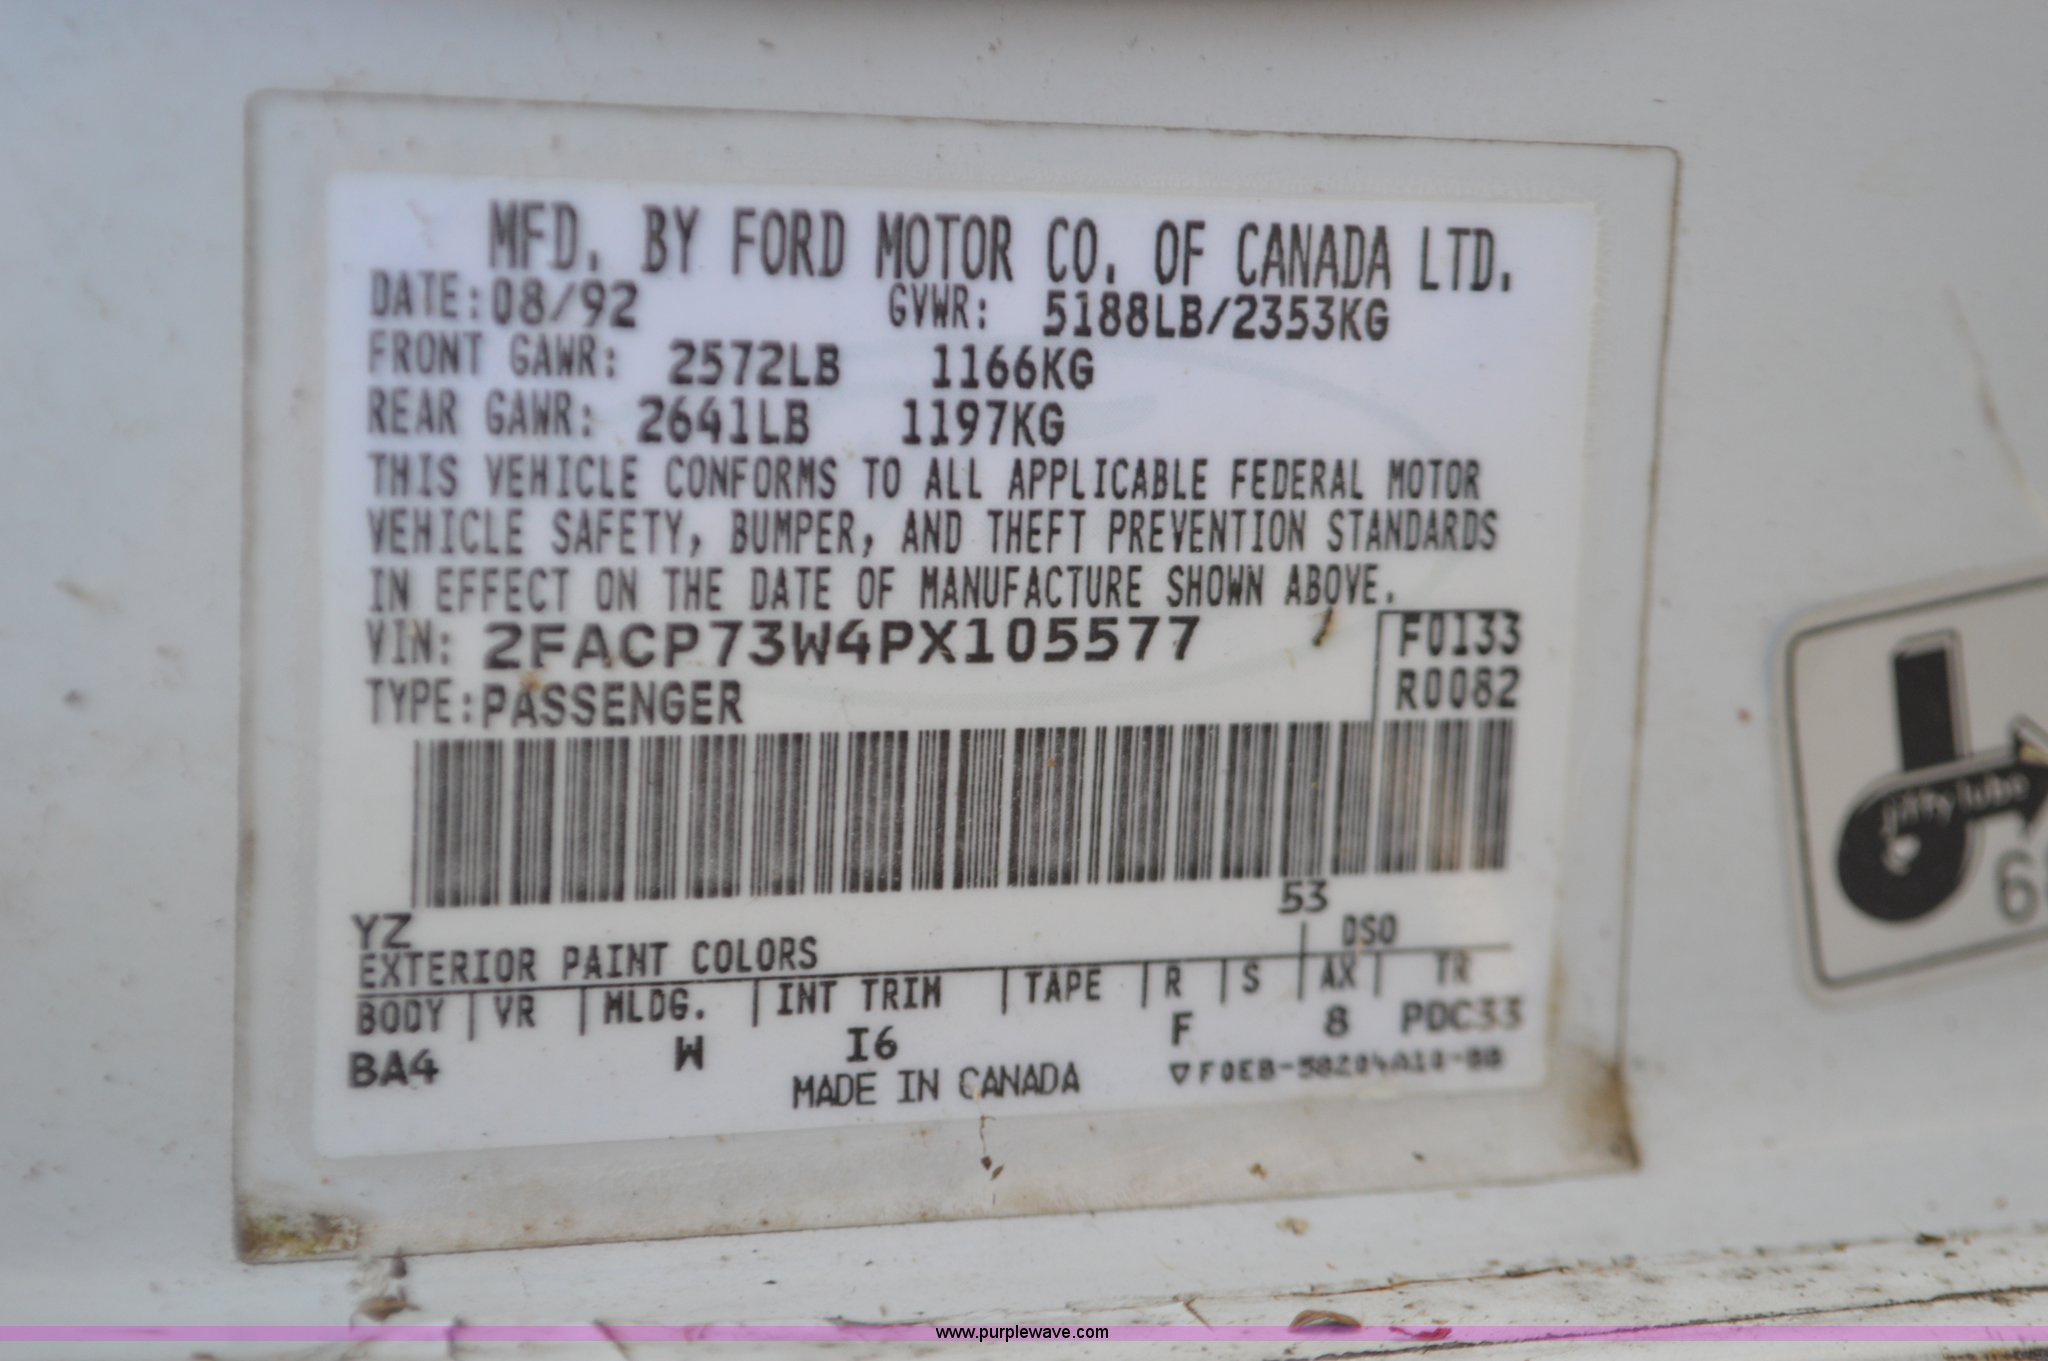 MFD. BY FORD MOTOR CO. OF CANADA LTD.
DATE:08/92 GVWR: 5188LB/2353KG
FRONT GAWR: 2572LB 1166KG
REAR GAWR: 2641LB 1197KG
THIS VEHICLE CONFORMS TO ALL APPLICABLE FEDERAL MOTOR
VEHICLE SAFETY, BUMPER, AND THEFT PREVENTION STANDARDS
IN EFFECT ON THE DATE OF MANUFACTURE SHOWN ABOVE.
VIN: 2FACP73W4PX105577 F0133
TYPE:PASSENGER R0082
53
YZ DSO
EXTERIOR PAINT COLORS
BODY | VR | MLDG. | INT TRIM | TAPE | R | S | AX | TR
BA4 W I6 F 8 PDC33
MADE IN CANADA
jiffy lube
www.purplewave.com